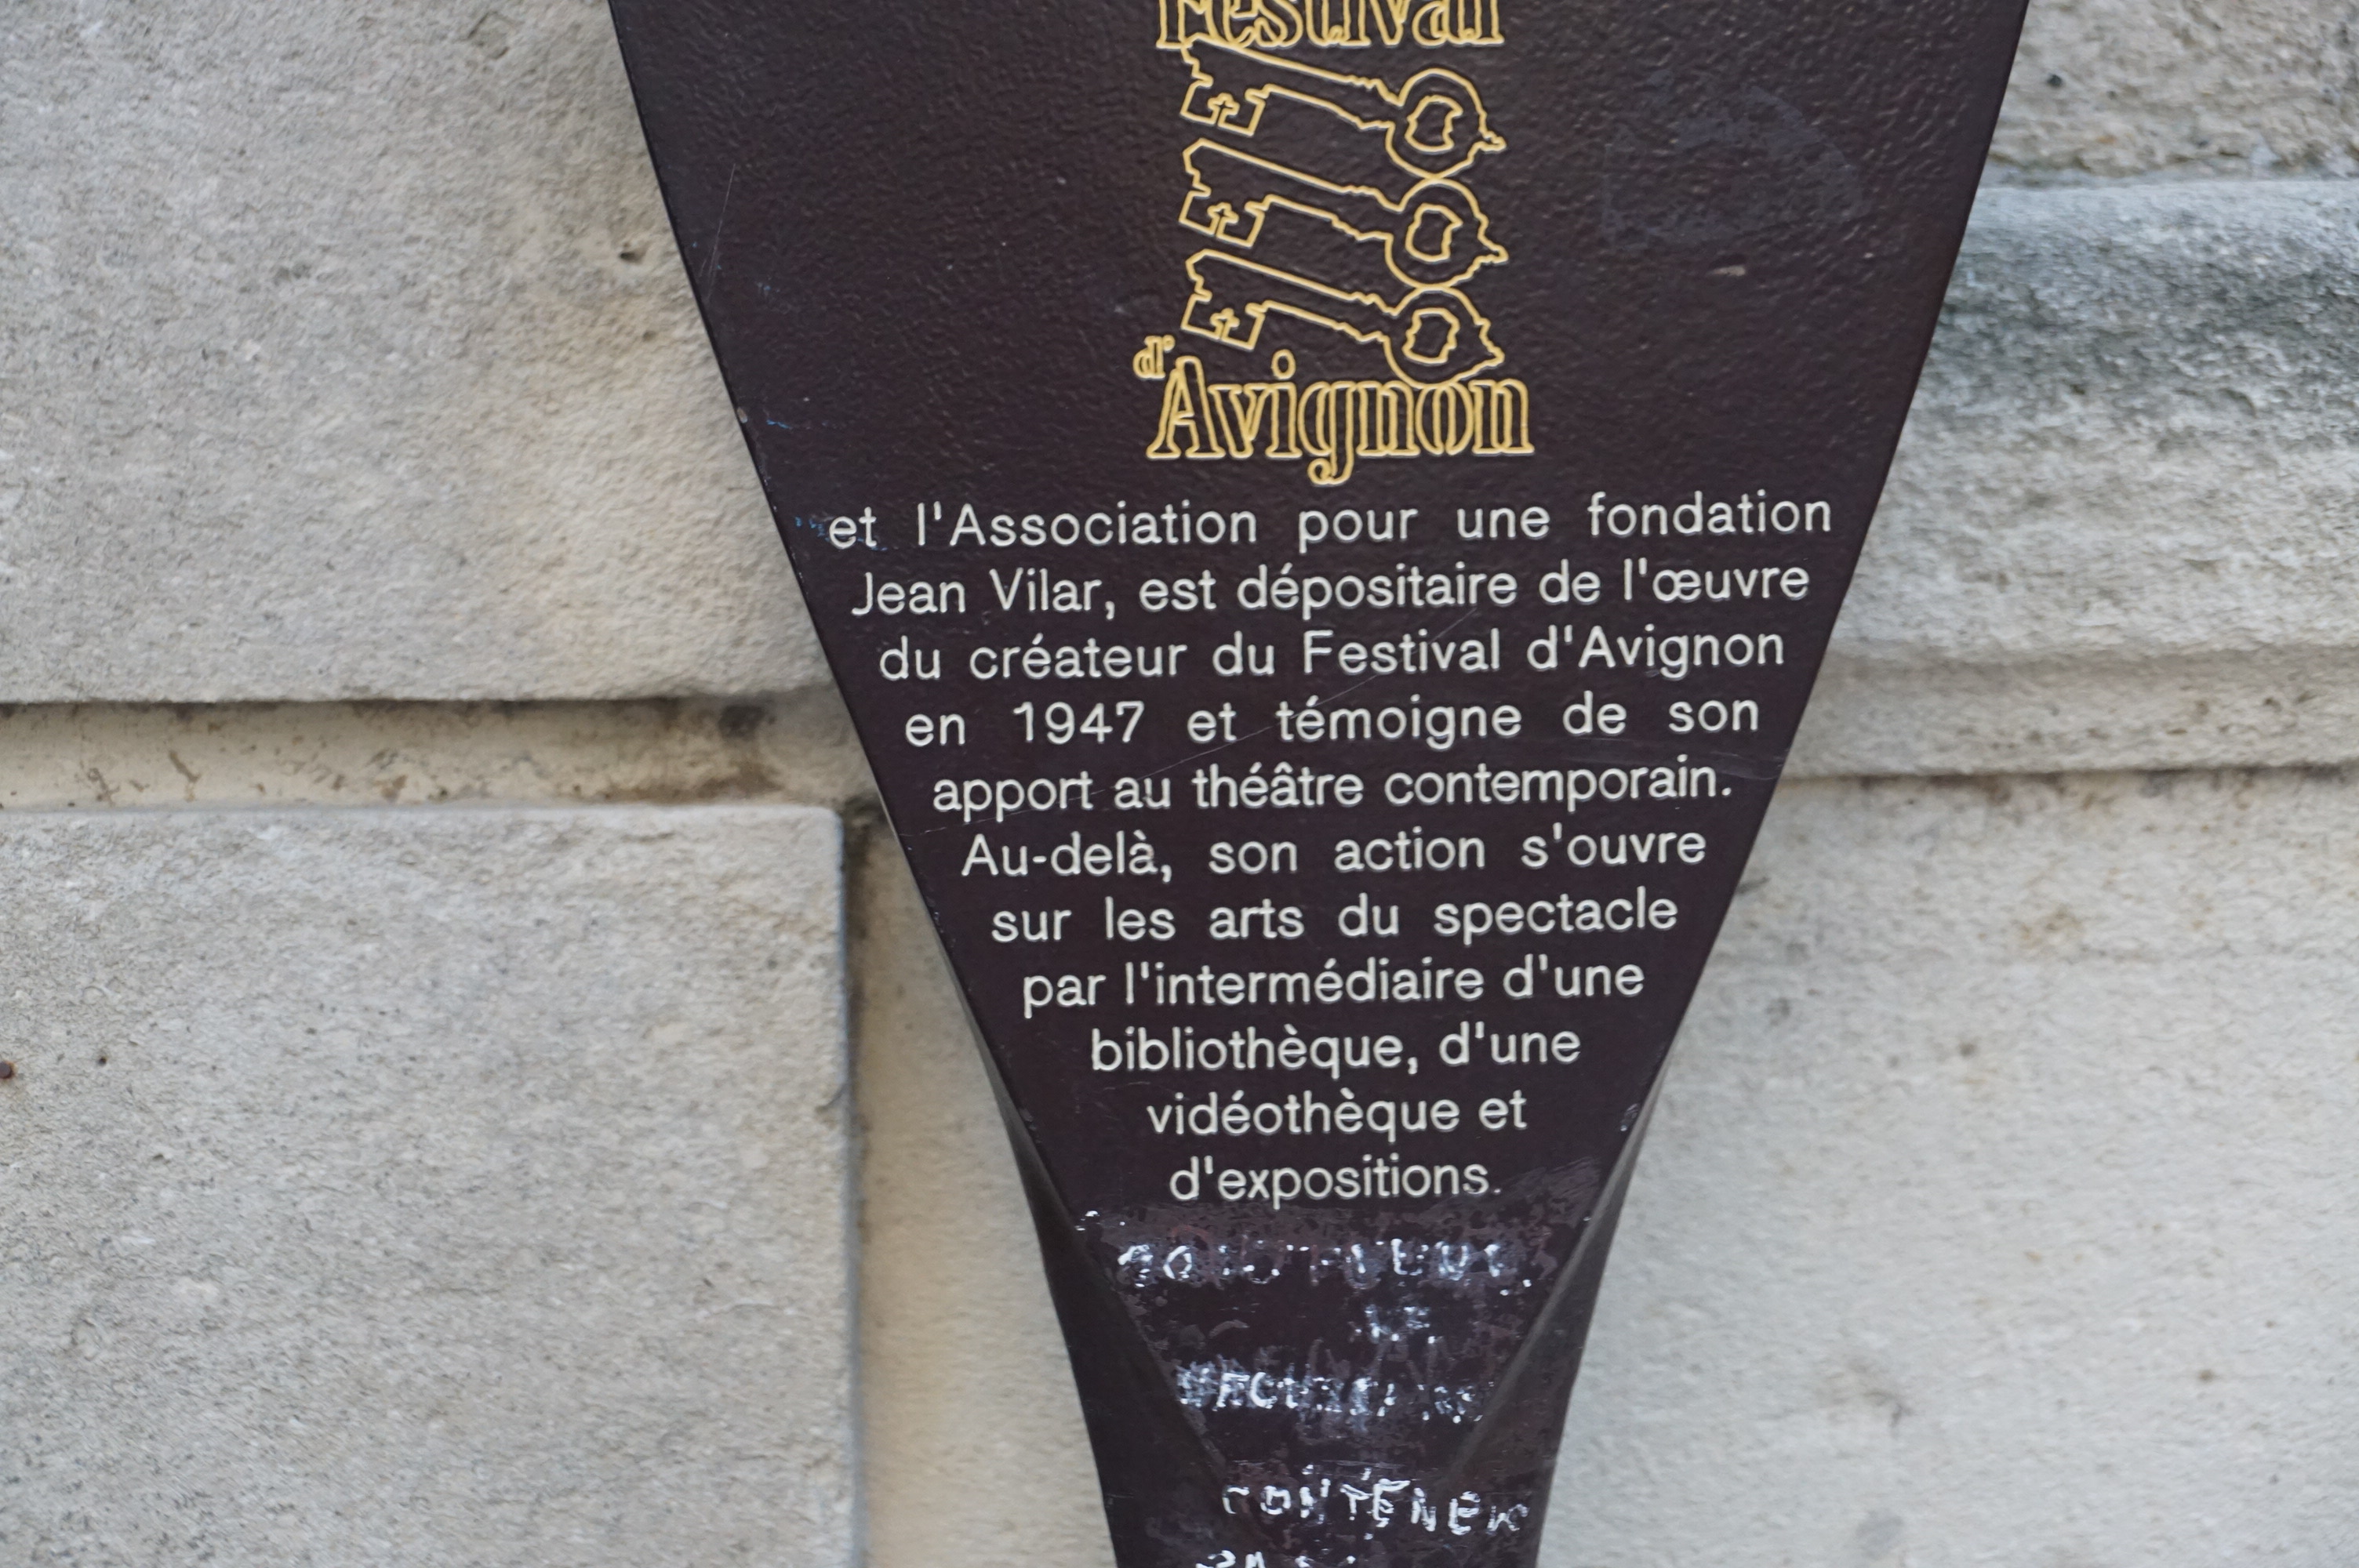 Festival
d'Avignon
et l'Association pour une fondation
Jean Vilar, est dépositaire de l'œuvre
du créateur du Festival d'Avignon
en 1947 et témoigne de son
apport au théâtre contemporain.
Au-delà, son action s'ouvre
sur les arts du spectacle
par l'intermédiaire d'une
bibliothèque, d'une
vidéothèque et
d'expositions.